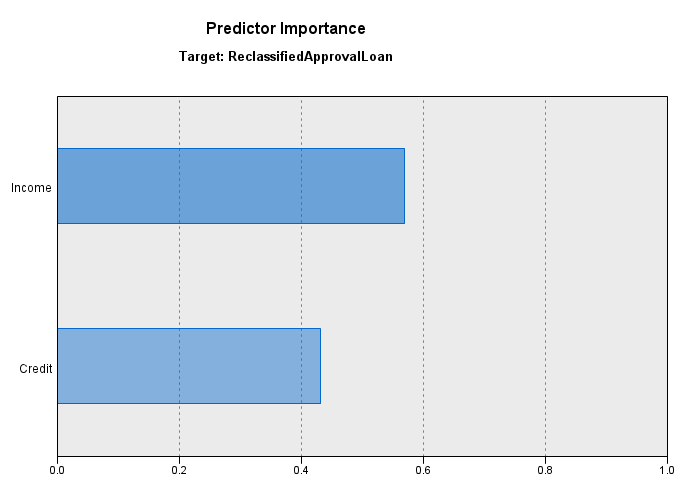 Predictor Importance
Target: ReclassifiedApprovalLoan
Income
Credit
0.0 0.2 0.4 0.6 0.8 1.0